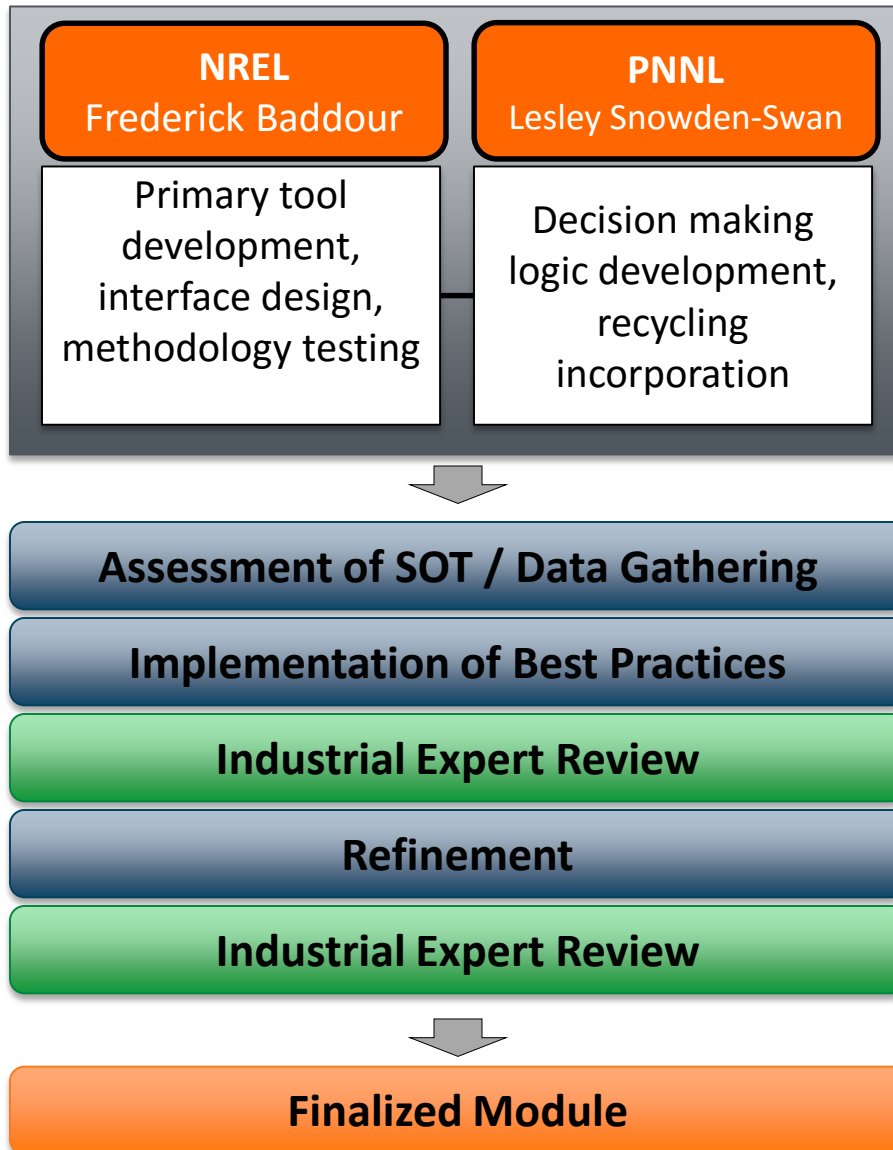 NREL
Frederick Baddour
PNNL
Lesley Snowden-Swan
Primary tool
development,
interface design,
methodology testing
Decision making
logic development,
recycling
incorporation
Assessment of SOT / Data Gathering
Implementation of Best Practices
Industrial Expert Review
Refinement
Industrial Expert Review
Finalized Module